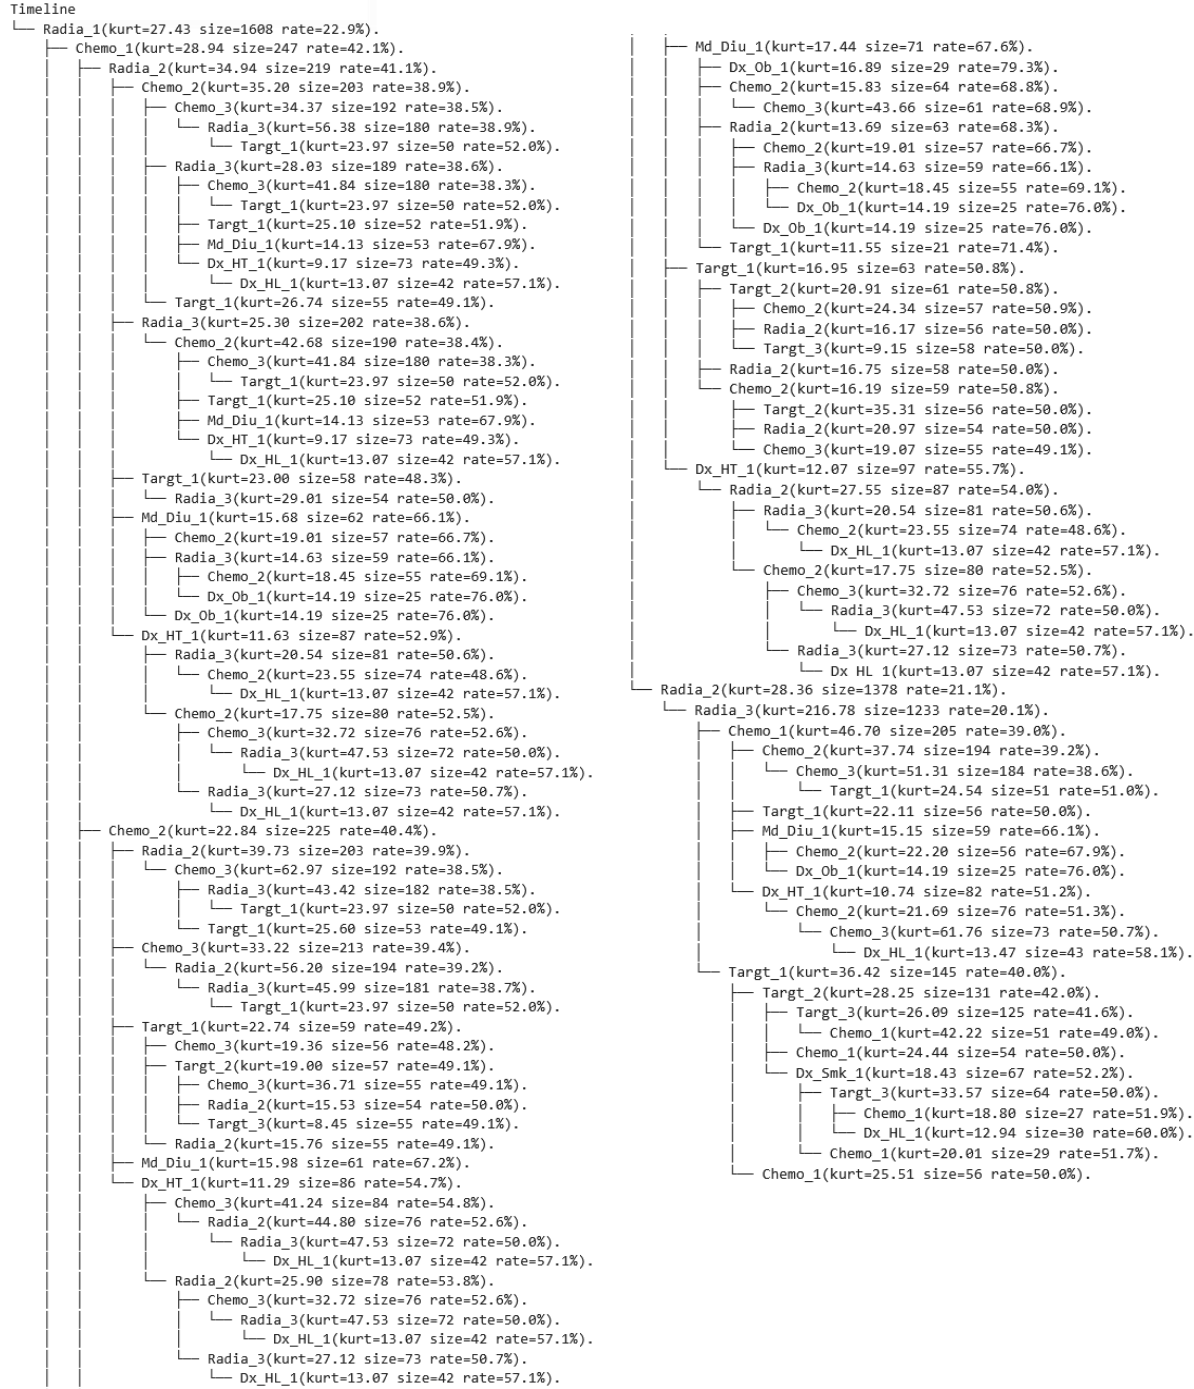 Timeline
└── Radia_1(kurt=27.43 size=1608 rate=22.9%).
├── Chemo_1(kurt=28.94 size=247 rate=42.1%).
│ ├── Radia_2(kurt=34.94 size=219 rate=41.1%).
│ │ ├── Chemo_2(kurt=35.20 size=203 rate=38.9%).
│ │ │ ├── Chemo_3(kurt=34.37 size=192 rate=38.5%).
│ │ │ │ └── Radia_3(kurt=56.38 size=180 rate=38.9%).
│ │ │ │ └── Targt_1(kurt=23.97 size=50 rate=52.0%).
│ │ │ ├── Radia_3(kurt=28.03 size=189 rate=38.6%).
│ │ │ │ ├── Chemo_3(kurt=41.84 size=180 rate=38.3%).
│ │ │ │ │ └── Targt_1(kurt=23.97 size=50 rate=52.0%).
│ │ │ │ ├── Targt_1(kurt=25.10 size=52 rate=51.9%).
│ │ │ │ ├── Md_Diu_1(kurt=14.13 size=53 rate=67.9%).
│ │ │ │ └── Dx_HT_1(kurt=9.17 size=73 rate=49.3%).
│ │ │ │ └── Dx_HL_1(kurt=13.07 size=42 rate=57.1%).
│ │ │ └── Targt_1(kurt=26.74 size=55 rate=49.1%).
│ │ ├── Radia_3(kurt=25.30 size=202 rate=38.6%).
│ │ │ └── Chemo_2(kurt=42.68 size=190 rate=38.4%).
│ │ │ ├── Chemo_3(kurt=41.84 size=180 rate=38.3%).
│ │ │ │ └── Targt_1(kurt=23.97 size=50 rate=52.0%).
│ │ │ ├── Targt_1(kurt=25.10 size=52 rate=51.9%).
│ │ │ ├── Md_Diu_1(kurt=14.13 size=53 rate=67.9%).
│ │ │ └── Dx_HT_1(kurt=9.17 size=73 rate=49.3%).
│ │ │ └── Dx_HL_1(kurt=13.07 size=42 rate=57.1%).
│ │ ├── Targt_1(kurt=23.00 size=58 rate=48.3%).
│ │ │ └── Radia_3(kurt=29.01 size=54 rate=50.0%).
│ │ ├── Md_Diu_1(kurt=15.68 size=62 rate=66.1%).
│ │ │ ├── Chemo_2(kurt=19.01 size=57 rate=66.7%).
│ │ │ ├── Radia_3(kurt=14.63 size=59 rate=66.1%).
│ │ │ │ ├── Chemo_2(kurt=18.45 size=55 rate=69.1%).
│ │ │ │ └── Dx_Ob_1(kurt=14.19 size=25 rate=76.0%).
│ │ │ └── Dx_Ob_1(kurt=14.19 size=25 rate=76.0%).
│ │ └── Dx_HT_1(kurt=11.63 size=87 rate=52.9%).
│ │ ├── Radia_3(kurt=20.54 size=81 rate=50.6%).
│ │ │ └── Chemo_2(kurt=23.55 size=74 rate=48.6%).
│ │ │ └── Dx_HL_1(kurt=13.07 size=42 rate=57.1%).
│ │ └── Chemo_2(kurt=17.75 size=80 rate=52.5%).
│ │ ├── Chemo_3(kurt=32.72 size=76 rate=52.6%).
│ │ │ └── Radia_3(kurt=47.53 size=72 rate=50.0%).
│ │ │ └── Dx_HL_1(kurt=13.07 size=42 rate=57.1%).
│ │ └── Radia_3(kurt=27.12 size=73 rate=50.7%).
│ │ └── Dx_HL_1(kurt=13.07 size=42 rate=57.1%).
│ ├── Chemo_2(kurt=22.84 size=225 rate=40.4%).
│ │ ├── Radia_2(kurt=39.73 size=203 rate=39.9%).
│ │ │ └── Chemo_3(kurt=62.97 size=192 rate=38.5%).
│ │ │ ├── Radia_3(kurt=43.42 size=182 rate=38.5%).
│ │ │ │ └── Targt_1(kurt=23.97 size=50 rate=52.0%).
│ │ │ └── Targt_1(kurt=25.60 size=53 rate=49.1%).
│ │ ├── Chemo_3(kurt=33.22 size=213 rate=39.4%).
│ │ │ └── Radia_2(kurt=56.20 size=194 rate=39.2%).
│ │ │ └── Radia_3(kurt=45.99 size=181 rate=38.7%).
│ │ │ └── Targt_1(kurt=23.97 size=50 rate=52.0%).
│ │ ├── Targt_1(kurt=22.74 size=59 rate=49.2%).
│ │ │ ├── Chemo_3(kurt=19.36 size=56 rate=48.2%).
│ │ │ ├── Targt_2(kurt=19.00 size=57 rate=49.1%).
│ │ │ │ ├── Chemo_3(kurt=36.71 size=55 rate=49.1%).
│ │ │ │ ├── Radia_2(kurt=15.53 size=54 rate=50.0%).
│ │ │ │ └── Targt_3(kurt=8.45 size=55 rate=49.1%).
│ │ │ └── Radia_2(kurt=15.76 size=55 rate=49.1%).
│ │ ├── Md_Diu_1(kurt=15.98 size=61 rate=67.2%).
│ │ └── Dx_HT_1(kurt=11.29 size=86 rate=54.7%).
│ │ ├── Chemo_3(kurt=41.24 size=84 rate=54.8%).
│ │ │ └── Radia_2(kurt=44.80 size=76 rate=52.6%).
│ │ │ └── Radia_3(kurt=47.53 size=72 rate=50.0%).
│ │ │ └── Dx_HL_1(kurt=13.07 size=42 rate=57.1%).
│ │ └── Radia_2(kurt=25.90 size=78 rate=53.8%).
│ │ ├── Chemo_3(kurt=32.72 size=76 rate=52.6%).
│ │ │ └── Radia_3(kurt=47.53 size=72 rate=50.0%).
│ │ │ └── Dx_HL_1(kurt=13.07 size=42 rate=57.1%).
│ │ └── Radia_3(kurt=27.12 size=73 rate=50.7%).
│ │ └── Dx_HL_1(kurt=13.07 size=42 rate=57.1%).
│ ├── Md_Diu_1(kurt=17.44 size=71 rate=67.6%).
│ │ ├── Dx_Ob_1(kurt=16.89 size=29 rate=79.3%).
│ │ ├── Chemo_2(kurt=15.83 size=64 rate=68.8%).
│ │ │ └── Chemo_3(kurt=43.66 size=61 rate=68.9%).
│ │ ├── Radia_2(kurt=13.69 size=63 rate=68.3%).
│ │ │ ├── Chemo_2(kurt=19.01 size=57 rate=66.7%).
│ │ │ ├── Radia_3(kurt=14.63 size=59 rate=66.1%).
│ │ │ │ ├── Chemo_2(kurt=18.45 size=55 rate=69.1%).
│ │ │ │ └── Dx_Ob_1(kurt=14.19 size=25 rate=76.0%).
│ │ │ └── Dx_Ob_1(kurt=14.19 size=25 rate=76.0%).
│ │ └── Targt_1(kurt=11.55 size=21 rate=71.4%).
│ ├── Targt_1(kurt=16.95 size=63 rate=50.8%).
│ │ ├── Targt_2(kurt=20.91 size=61 rate=50.8%).
│ │ │ ├── Chemo_2(kurt=24.34 size=57 rate=50.9%).
│ │ │ ├── Radia_2(kurt=16.17 size=56 rate=50.0%).
│ │ │ └── Targt_3(kurt=9.15 size=58 rate=50.0%).
│ │ ├── Radia_2(kurt=16.75 size=58 rate=50.0%).
│ │ └── Chemo_2(kurt=16.19 size=59 rate=50.8%).
│ │ ├── Targt_2(kurt=35.31 size=56 rate=50.0%).
│ │ ├── Radia_2(kurt=20.97 size=54 rate=50.0%).
│ │ └── Chemo_3(kurt=19.07 size=55 rate=49.1%).
│ └── Dx_HT_1(kurt=12.07 size=97 rate=55.7%).
│ └── Radia_2(kurt=27.55 size=87 rate=54.0%).
│ ├── Radia_3(kurt=20.54 size=81 rate=50.6%).
│ │ └── Chemo_2(kurt=23.55 size=74 rate=48.6%).
│ │ └── Dx_HL_1(kurt=13.07 size=42 rate=57.1%).
│ └── Chemo_2(kurt=17.75 size=80 rate=52.5%).
│ ├── Chemo_3(kurt=32.72 size=76 rate=52.6%).
│ │ └── Radia_3(kurt=47.53 size=72 rate=50.0%).
│ │ └── Dx_HL_1(kurt=13.07 size=42 rate=57.1%).
│ └── Radia_3(kurt=27.12 size=73 rate=50.7%).
│ └── Dx HL 1(kurt=13.07 size=42 rate=57.1%).
└── Radia_2(kurt=28.36 size=1378 rate=21.1%).
└── Radia_3(kurt=216.78 size=1233 rate=20.1%).
├── Chemo_1(kurt=46.70 size=205 rate=39.0%).
│ ├── Chemo_2(kurt=37.74 size=194 rate=39.2%).
│ │ └── Chemo_3(kurt=51.31 size=184 rate=38.6%).
│ │ └── Targt_1(kurt=24.54 size=51 rate=51.0%).
│ ├── Targt_1(kurt=22.11 size=56 rate=50.0%).
│ ├── Md_Diu_1(kurt=15.15 size=59 rate=66.1%).
│ │ ├── Chemo_2(kurt=22.20 size=56 rate=67.9%).
│ │ └── Dx_Ob_1(kurt=14.19 size=25 rate=76.0%).
│ └── Dx_HT_1(kurt=10.74 size=82 rate=51.2%).
│ └── Chemo_2(kurt=21.69 size=76 rate=51.3%).
│ └── Chemo_3(kurt=61.76 size=73 rate=50.7%).
│ └── Dx_HL_1(kurt=13.47 size=43 rate=58.1%).
└── Targt_1(kurt=36.42 size=145 rate=40.0%).
├── Targt_2(kurt=28.25 size=131 rate=42.0%).
│ ├── Targt_3(kurt=26.09 size=125 rate=41.6%).
│ │ └── Chemo_1(kurt=42.22 size=51 rate=49.0%).
│ ├── Chemo_1(kurt=24.44 size=54 rate=50.0%).
│ └── Dx_Smk_1(kurt=18.43 size=67 rate=52.2%).
│ ├── Targt_3(kurt=33.57 size=64 rate=50.0%).
│ │ ├── Chemo_1(kurt=18.80 size=27 rate=51.9%).
│ │ └── Dx_HL_1(kurt=12.94 size=30 rate=60.0%).
│ └── Chemo_1(kurt=20.01 size=29 rate=51.7%).
└── Chemo_1(kurt=25.51 size=56 rate=50.0%).